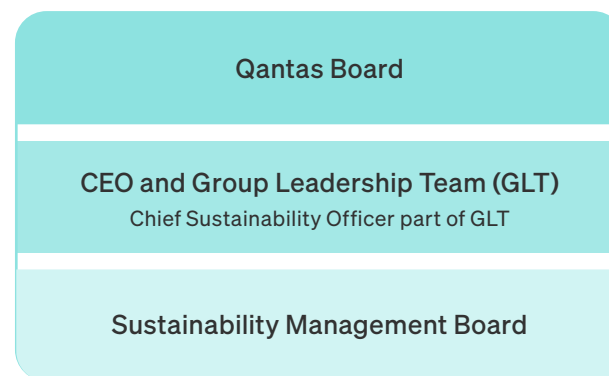 Qantas Board
CEO and Group Leadership Team (GLT)
Chief Sustainability Officer part of GLT
Sustainability Management Board